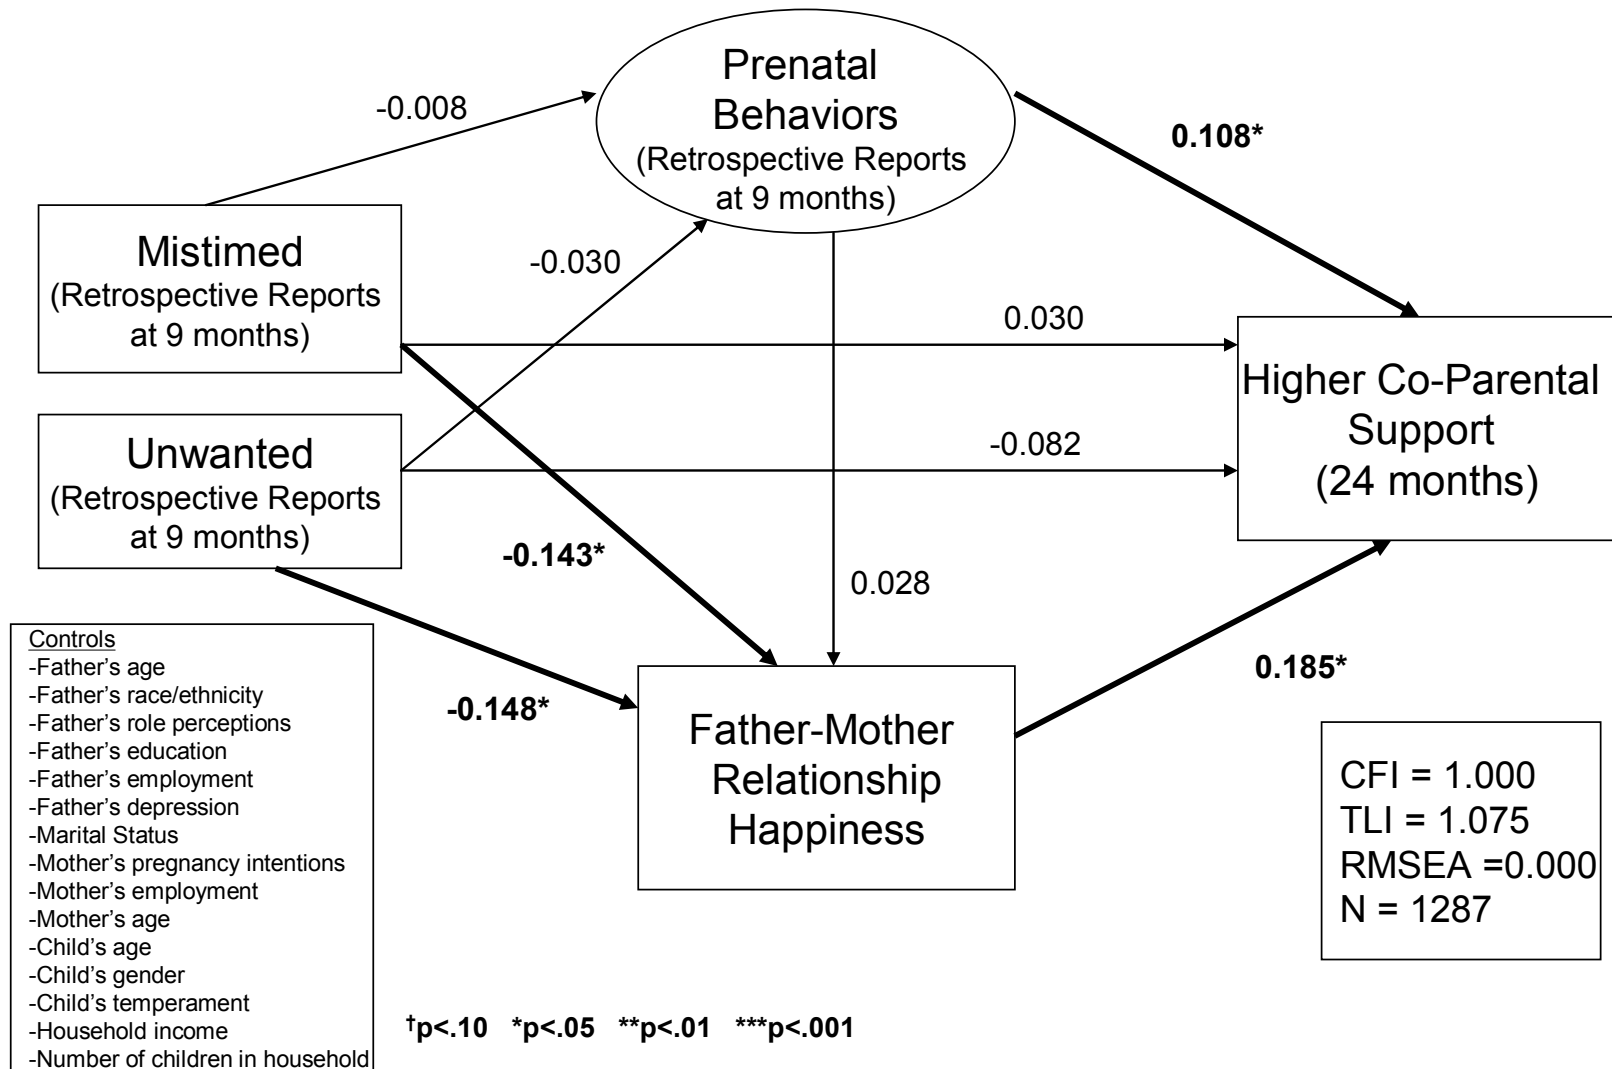 Prenatal
Behaviors
(Retrospective Reports
at 9 months)
-0.008
0.108*
Mistimed
(Retrospective Reports
at 9 months)
-0.030
0.030
Higher Co-Parental
Support
(24 months)
Unwanted
(Retrospective Reports
at 9 months)
-0.082
-0.143*
0.028
-0.148*
0.185*
Father-Mother
Relationship
Happiness
Controls
-Father’s age
-Father’s race/ethnicity
-Father’s role perceptions
-Father’s education
-Father’s employment
-Father’s depression
-Marital Status
-Mother’s pregnancy intentions
-Mother’s employment
-Mother’s age
-Child’s age
-Child’s gender
-Child’s temperament
-Household income
-Number of children in household
CFI = 1.000
TLI = 1.075
RMSEA =0.000
N = 1287
†p<.10 *p<.05 **p<.01 ***p<.001